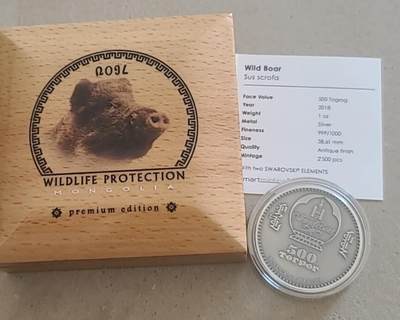 WILDLIFE PROTECTION
MONGOLIA
premium edition
Wild Boar
Sus scrofa
Face Value 500 Togrog
Year 2018
Weight 1 oz
Metal Silver
Fineness 999/1000
Size 38.61 mm
Quality Antique finish
Mintage 2'500 pcs
with two SWAROVSKI ELEMENTS
500
төгрөг